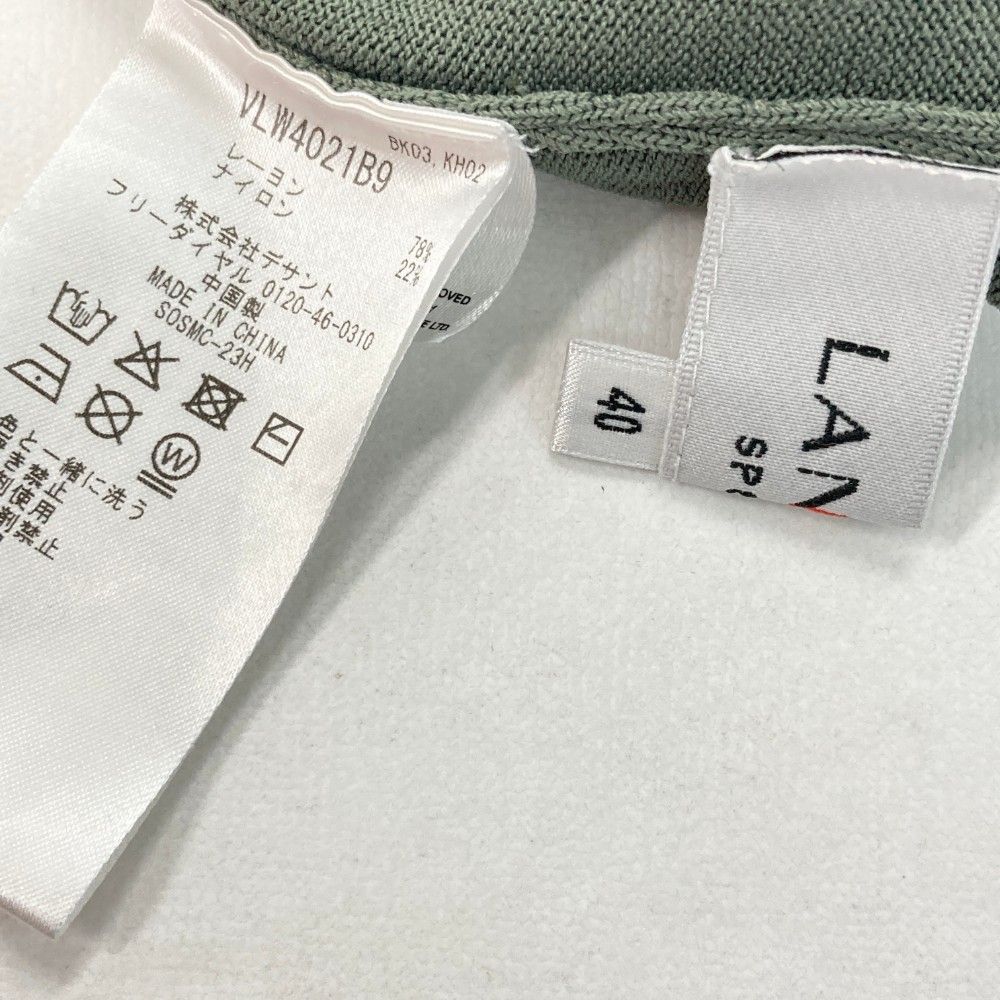 VLW4021B9
BK03, KH02
レーヨン 78%
ナイロン 22%
株式会社デサント
フリーダイヤル 0120-46-0310
中国製
MADE IN CHINA
SOSMC-23H
W
色と一緒に洗う
き禁止
剤使用
剤禁止
OVED
E LTD.
40
LAN
SP